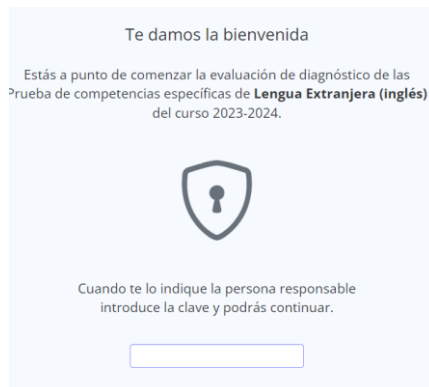 Te damos la bienvenida
Estás a punto de comenzar la evaluación de diagnóstico de las
Prueba de competencias específicas de Lengua Extranjera (inglés)
del curso 2023-2024.
Cuando te lo indique la persona responsable
introduce la clave y podrás continuar.